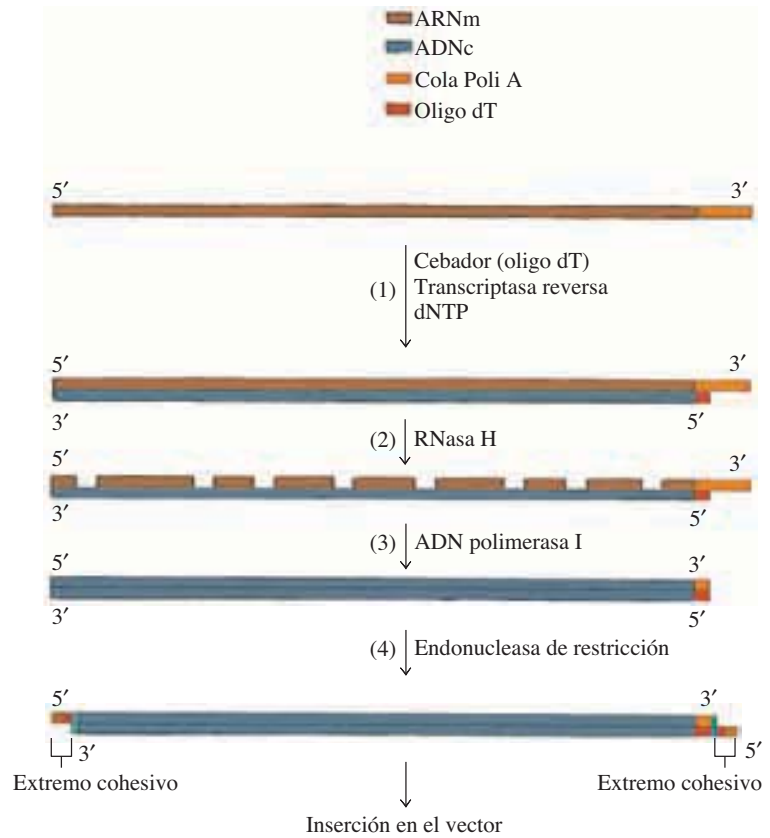 ARNm
ADNc
Cola Poli A
Oligo dT
5′ 3′
Cebador (oligo dT)
(1) Transcriptasa reversa
dNTP
5′ 3′
3′ 5′
(2) RNasa H
5′ 3′
3′ 5′
(3) ADN polimerasa I
5′ 3′
3′ 5′
(4) Endonucleasa de restricción
5′ 3′
3′ 5′
Extremo cohesivo Extremo cohesivo
Inserción en el vector